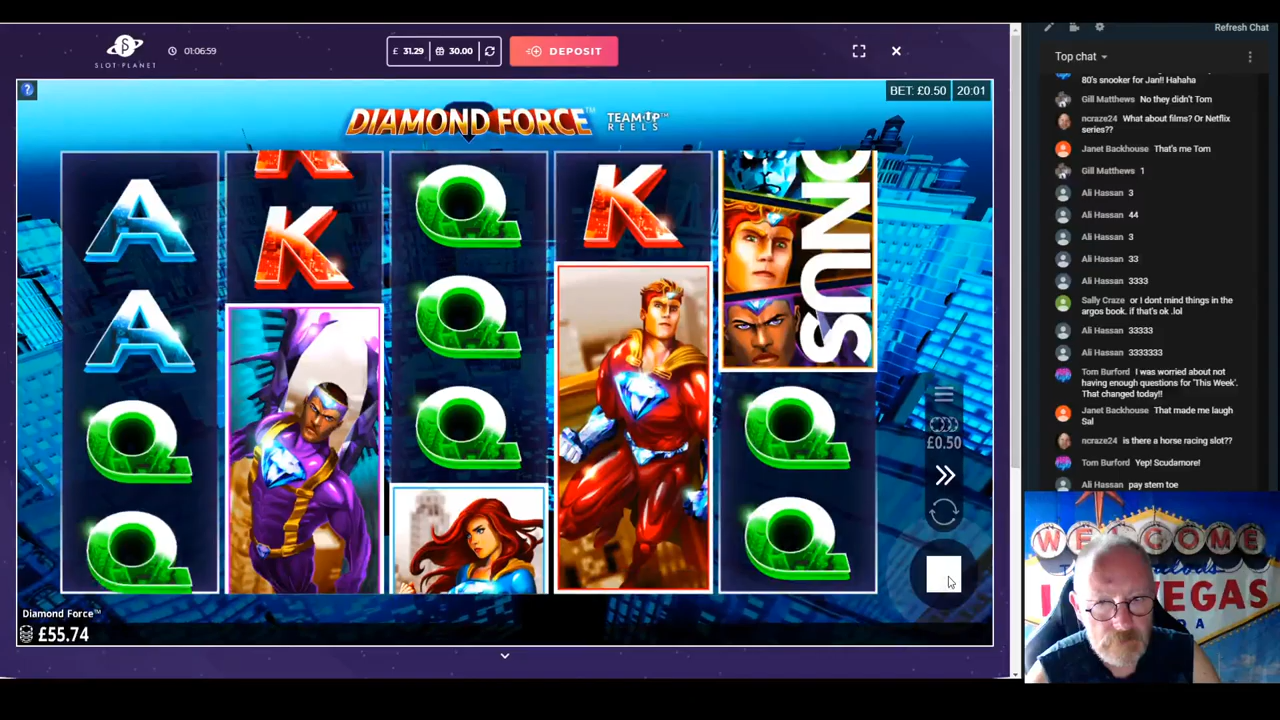 Refresh Chat
SLOT PLANET
01:06:59
£ 31.29
30.00
DEPOSIT
Top chat
80's snooker for Jan!! Hahaha
Gill Matthews No they didn't Tom
ncraze24 What about films? Or Netflix
series??
Janet Backhouse That's me Tom
Gill Matthews 1
Ali Hassan 3
Ali Hassan 44
Ali Hassan 3
Ali Hassan 33
Ali Hassan 3333
Sally Craze or I dont mind things in the
argos book. if that's ok .lol
Ali Hassan 33333
Ali Hassan 3333333
Tom Burford I was worried about not
having enough questions for 'This Week'.
That changed today!!
Janet Backhouse That made me laugh
Sal
ncraze24 is there a horse racing slot??
Tom Burford Yep! Scudamore!
Ali Hassan pay stem toe
?
BET: £0.50
20:01
DIAMOND FORCE™
TEAM UP™
REELS
A
K
K
Q
K
ONUS
A
Q
Q
Q
Q
Q
Q
Q
£0.50
Diamond Force™
£55.74
WELCOME
Fabulous
VEGAS